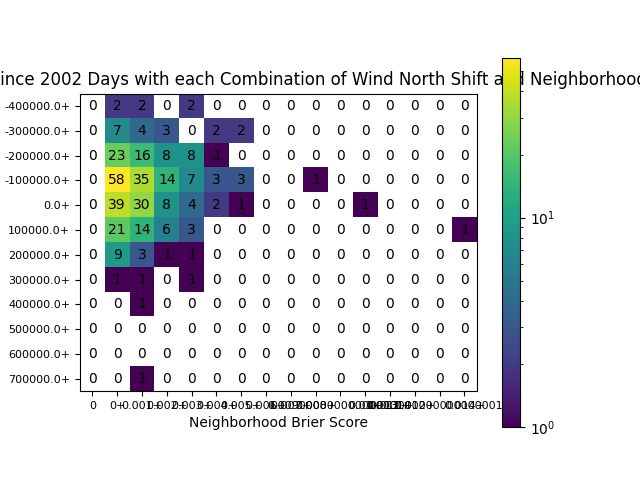 ince 2002 Days with each Combination of Wind North Shift and Neighborhood
-400000.0+ 0 2 2 0 2 0 0 0 0 0 0 0 0 0 0 0
-300000.0+ 0 7 4 3 0 2 2 0 0 0 0 0 0 0 0 0
-200000.0+ 0 23 16 8 8 1 0 0 0 0 0 0 0 0 0 0
-100000.0+ 0 58 35 14 7 3 3 0 0 1 0 0 0 0 0 0
0.0+ 0 39 30 8 4 2 1 0 0 0 0 1 0 0 0 0
100000.0+ 0 21 14 6 3 0 0 0 0 0 0 0 0 0 0 1
200000.0+ 0 9 3 1 1 0 0 0 0 0 0 0 0 0 0 0
300000.0+ 0 1 1 0 1 0 0 0 0 0 0 0 0 0 0 0
400000.0+ 0 0 1 0 0 0 0 0 0 0 0 0 0 0 0 0
500000.0+ 0 0 0 0 0 0 0 0 0 0 0 0 0 0 0 0
600000.0+ 0 0 0 0 0 0 0 0 0 0 0 0 0 0 0 0
700000.0+ 0 0 1 0 0 0 0 0 0 0 0 0 0 0 0 0
0 0+
Neighborhood Brier Score
10¹
10⁰